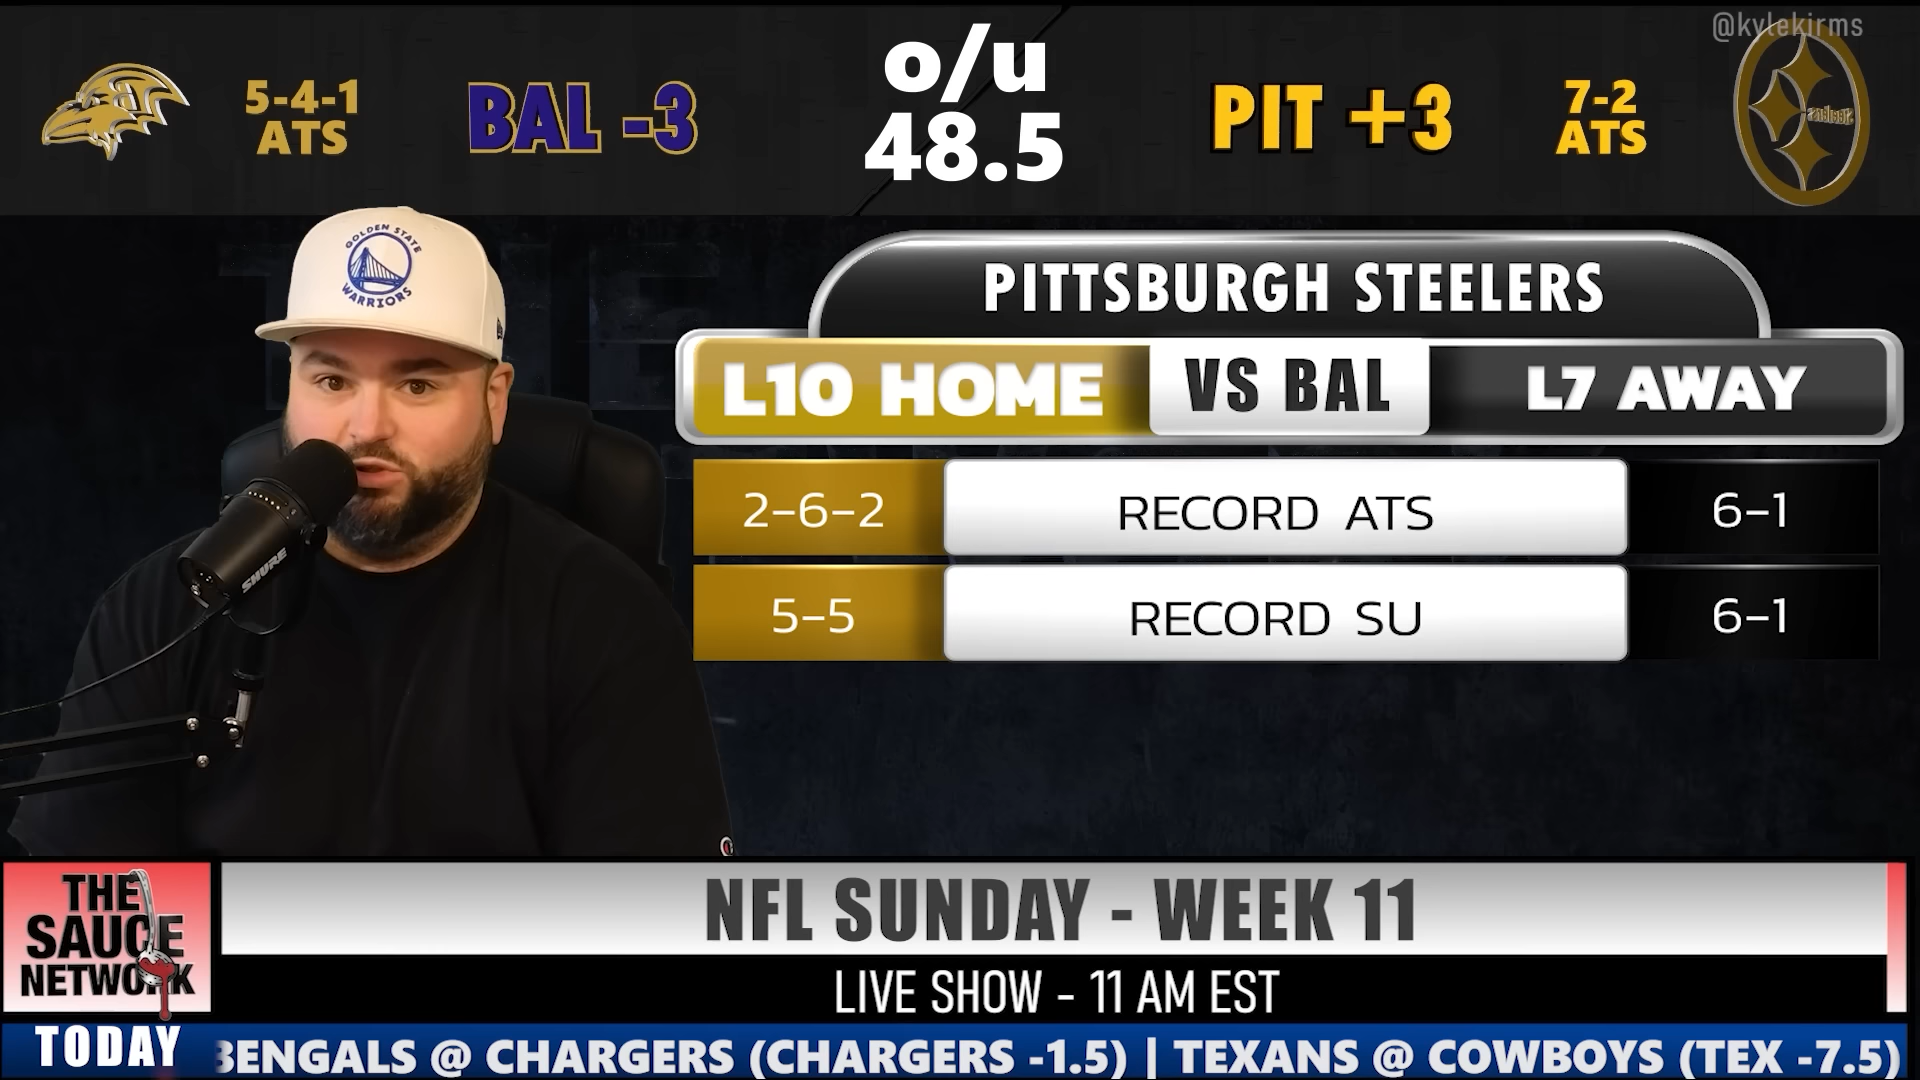 @kylekirms
5-4-1
ATS
BAL -3
o/u
48.5
PIT +3
7-2
ATS
GOLDEN STATE
WARRIORS
PITTSBURGH STEELERS
L10 HOME
VS BAL
L7 AWAY
2-6-2
RECORD ATS
6-1
5-5
RECORD SU
6-1
SHURE
THE
SAUCE
NETWORK
NFL SUNDAY - WEEK 11
LIVE SHOW - 11 AM EST
TODAY
BENGALS @ CHARGERS (CHARGERS -1.5) | TEXANS @ COWBOYS (TEX -7.5)